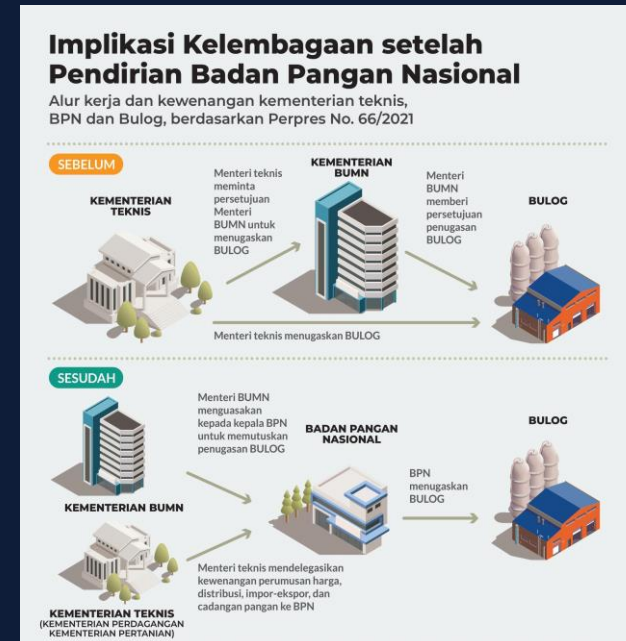 Implikasi Kelembagaan setelah
Pendirian Badan Pangan Nasional
Alur kerja dan kewenangan kementerian teknis,
BPN dan Bulog, berdasarkan Perpres No. 66/2021
SEBELUM
KEMENTERIAN
TEKNIS
Menteri teknis
meminta
persetujuan
Menteri
BUMN untuk
menugaskan
BULOG
KEMENTERIAN
BUMN
Menteri
BUMN
memberi
persetujuan
penugasan
BULOG
BULOG
Menteri teknis menugaskan BULOG
SESUDAH
KEMENTERIAN BUMN
Menteri BUMN
menguasakan
kepada kepala BPN
untuk memutuskan
penugasan BULOG
BADAN PANGAN
NASIONAL
BPN
menugaskan
BULOG
BULOG
KEMENTERIAN TEKNIS
(KEMENTERIAN PERDAGANGAN
KEMENTERIAN PERTANIAN)
Menteri teknis mendelegasikan
kewenangan perumusan harga,
distribusi, impor-ekspor, dan
cadangan pangan ke BPN